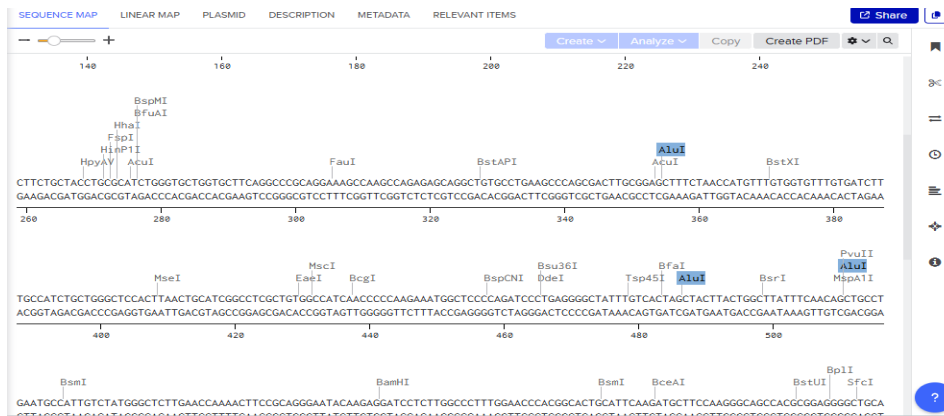 SEQUENCE MAP LINEAR MAP PLASMID DESCRIPTION METADATA RELEVANT ITEMS Share
Create Analyze Copy Create PDF
140 160 180 200 220 240
BspMI
BfuAI
HhaI
FspI
HinP1I AluI
HpyAV AcuI FauI BstAPI AcuI BstXI
CTTCTGCTACCTGCGCATCTGGGTGCTGGTGCTTCAGGCCCGCAGGAAAGCCAAGCCAGAGAGCAGGCTGTGCCTGAAGCCCAGCGACTTGCGGAGCTTTCTAACCATGTTTGTGGTGTTTGTGATCTT
GAAGACGATGGACGCGTAGACCCACGACCACGAAGTCCGGGCGTCCTTTCGGTTCGGTCTCTCGTCCGACACGGACTTCGGGTCGCTGAACGCCTCGAAAGATTGGTACAAACACCACAAACACTAGAA
260 280 300 320 340 360 380
PvuII
MscI Bsu36I BfaI AluI
MseI EaeI BcgI BspCNI DdeI Tsp45I AluI BsrI MspA1I
TGCCATCTGCTGGGCTCCACTTAACTGCATCGGCCTCGCTGTGGCCATCAACCCCCAAGAAATGGCTCCCCAGATCCCTGAGGGGCTATTTGTCACTAGCTACTTACTGGCTTATTTCAACAGCTGCCT
ACGGTAGACGACCCGAGGTGAATTGACGTAGCCGGAGCGACACCGGTAGTTGGGGGTTCTTTACCGAGGGGTCTAGGGACTCCCCGATAAACAGTGATCGATGAATGACCGAATAAAGTTGTCGACGGA
400 420 440 460 480 500
BplI
BsmI BamHI BsmI BceAI BstUI SfcI
GAATGCCATTGTCTATGGGCTCTTGAACCAAAACTTCCGCAGGGAATACAAGAGGATCCTCTTGGCCCTTTGGAACCCACGGCACTGCATTCAAGATGCTTCCAAGGGCAGCCACGCGGAGGGGCTGCA